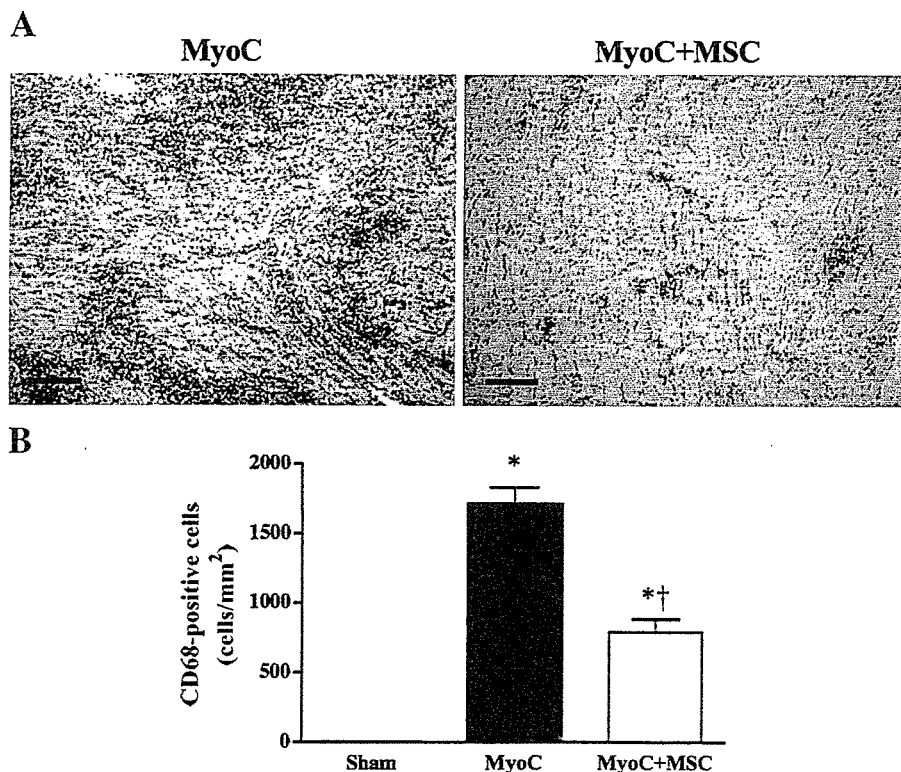 A
MyoC
MyoC+MSC
B
CD68-positive cells
(cells/mm²)
2000
1500
1000
500
0
*
*†
Sham
MyoC
MyoC+MSC